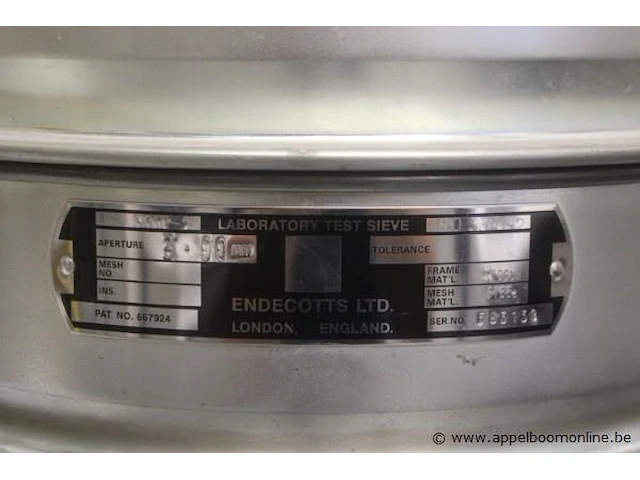 LABORATORY TEST SIEVE
APERTURE
TOLERANCE
MESH
NO.
FRAME
MAT'L.
INS.
MESH
MAT'L.
STEEL
ENDECOTTS LTD.
PAT. NO. 667924
LONDON, ENGLAND.
SER.NO.
© www.appelboomonline.be